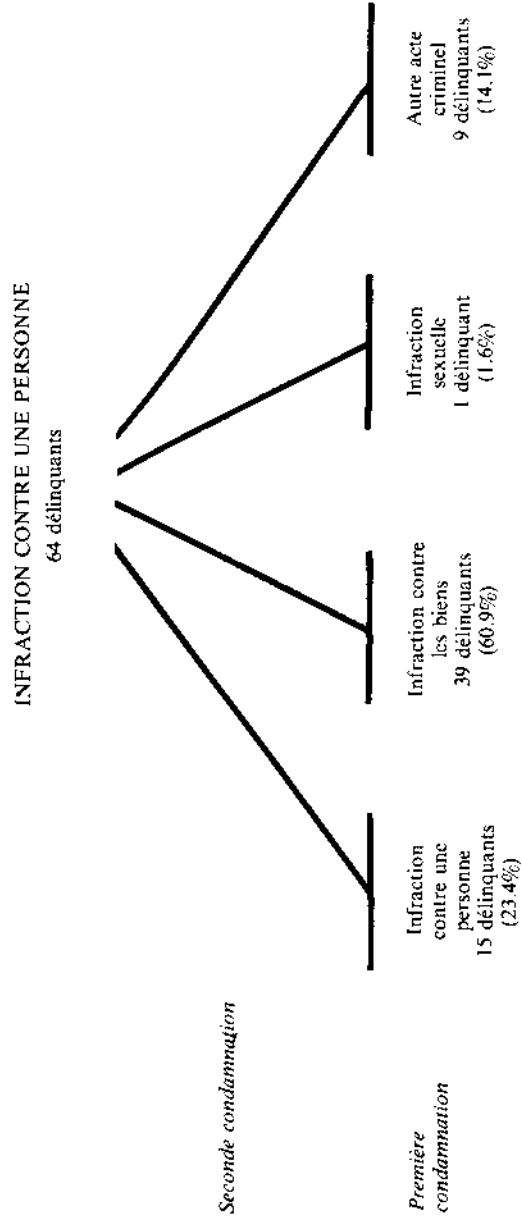 INFRACTION CONTRE UNE PERSONNE
64 délinquants
Seconde condamnation
Première
condamnation
Infraction
contre une
personne
15 délinquants
(23.4%)
Infraction contre
les biens
39 délinquants
(60.9%)
Infraction
sexuelle
1 délinquant
(1.6%)
Autre acte
criminel
9 délinquants
(14.1%)